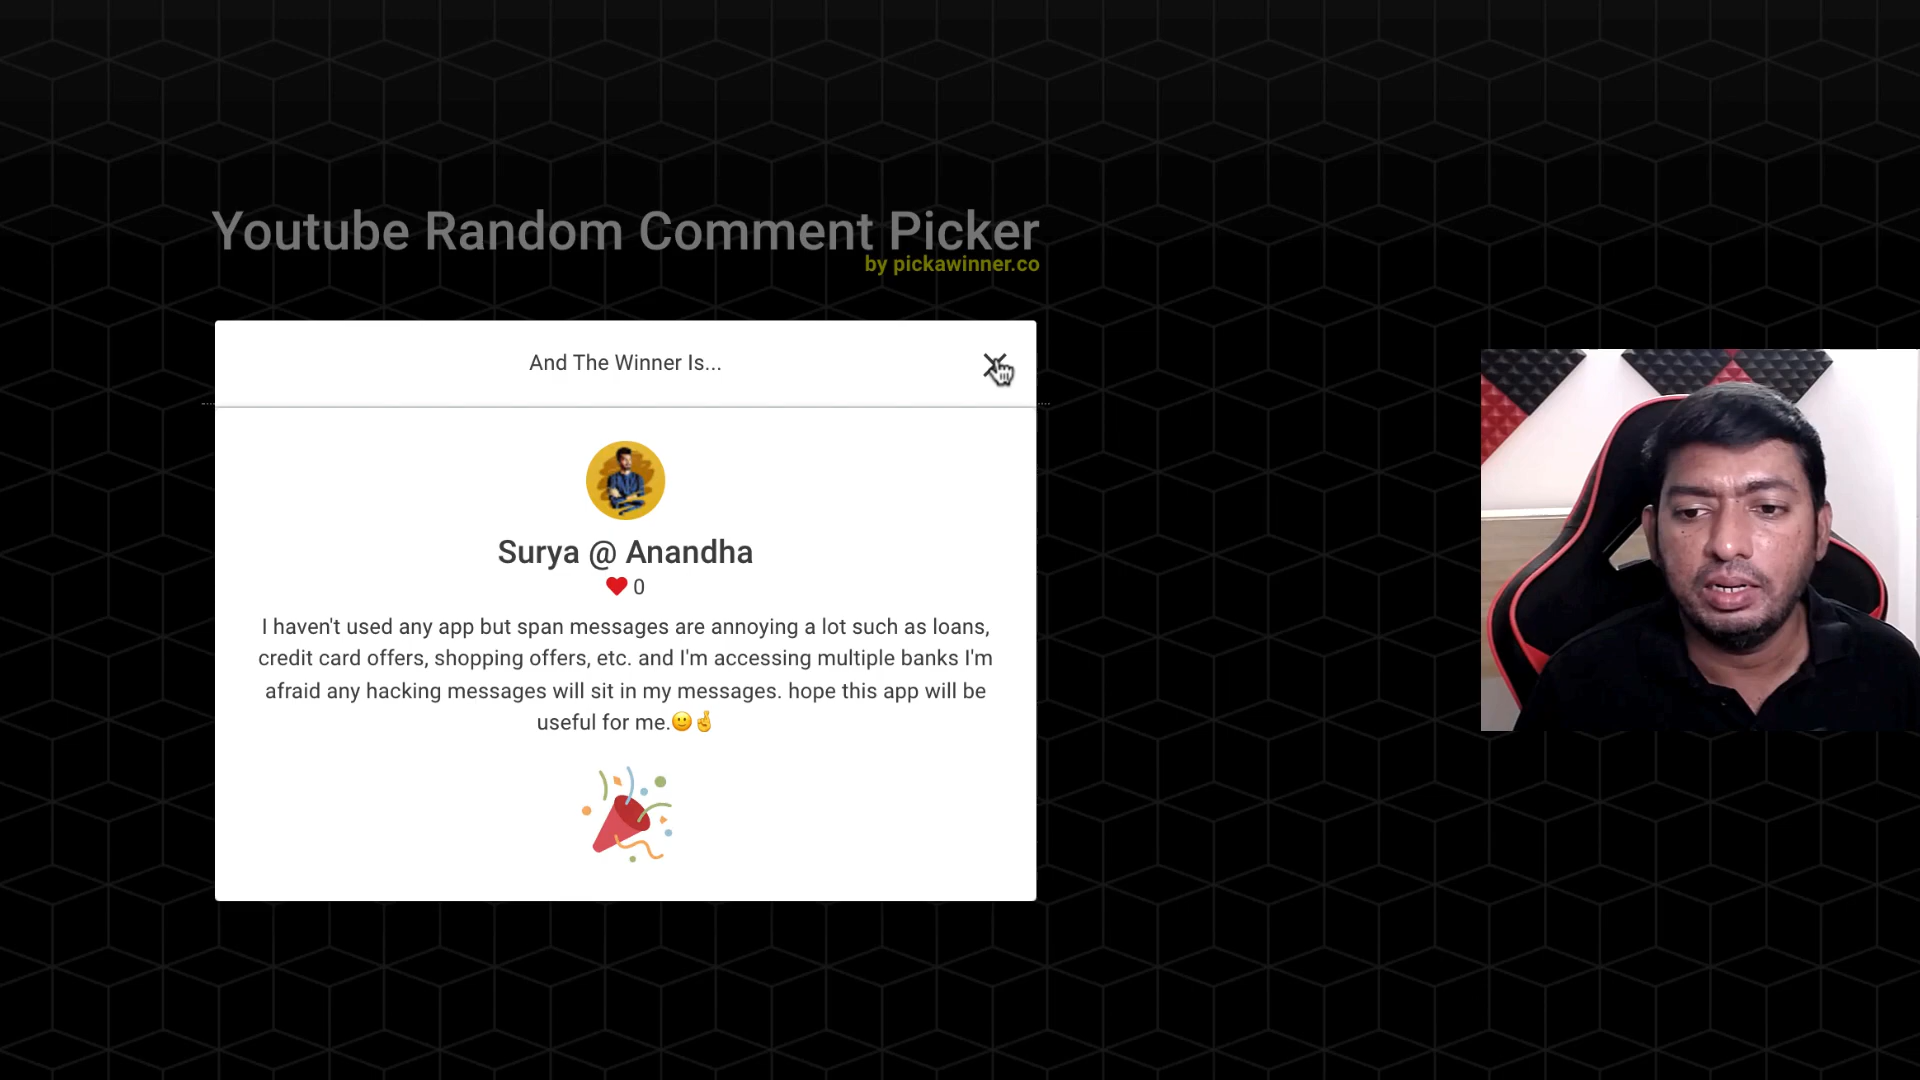 Youtube Random Comment Picker
by pickawinner.co
And The Winner Is...
Surya @ Anandha
0
I haven't used any app but span messages are annoying a lot such as loans,
credit card offers, shopping offers, etc. and I'm accessing multiple banks I'm
afraid any hacking messages will sit in my messages. hope this app will be
useful for me.🙂🤞